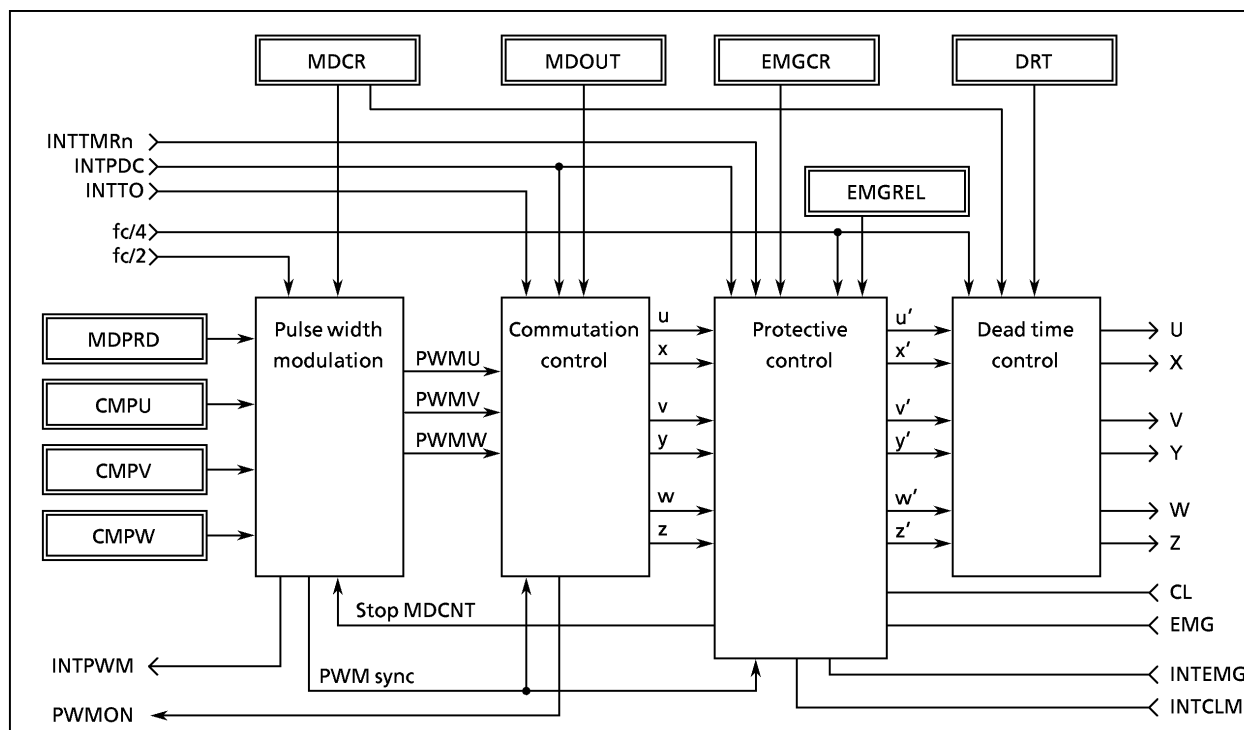 MDCR
MDOUT
EMGCR
DRT
INTTMRn
INTPDC
INTTO
EMGREL
fc/4
fc/2
MDPRD
CMPU
CMPV
CMPW
Pulse width
modulation
PWMU
PWMV
PWMW
Commutation
control
u
x
v
y
w
z
Protective
control
u′
x′
v′
y′
w′
z′
Dead time
control
U
X
V
Y
W
Z
CL
EMG
Stop MDCNT
INTPWM
PWM sync
INTEMG
PWMON
INTCLM